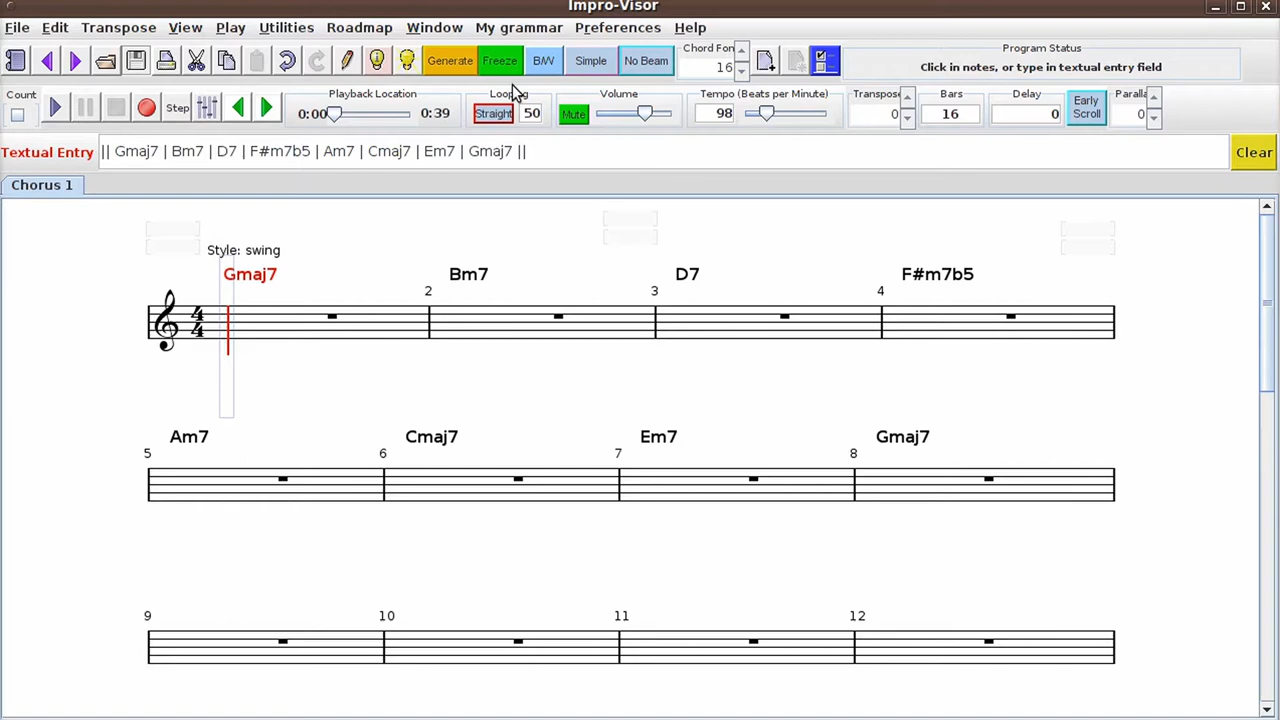 Impro-Visor
File Edit Transpose View Play Utilities Roadmap Window My grammar Preferences Help
Generate Freeze B/W Simple No Beam Chord Fon 16 Program Status
Click in notes, or type in textual entry field
Count Step Playback Location 0:00 0:39 Looping Straight 50 Volume Mute Tempo (Beats per Minute) 98 Transpose 0 Bars 16 Delay 0 Early Scroll Paralla 0
Textual Entry || Gmaj7 | Bm7 | D7 | F#m7b5 | Am7 | Cmaj7 | Em7 | Gmaj7 || Clear
Chorus 1
Style: swing
Gmaj7 Bm7 D7 F#m7b5
2 3 4
4
4
Am7 Cmaj7 Em7 Gmaj7
5 6 7 8
9 10 11 12